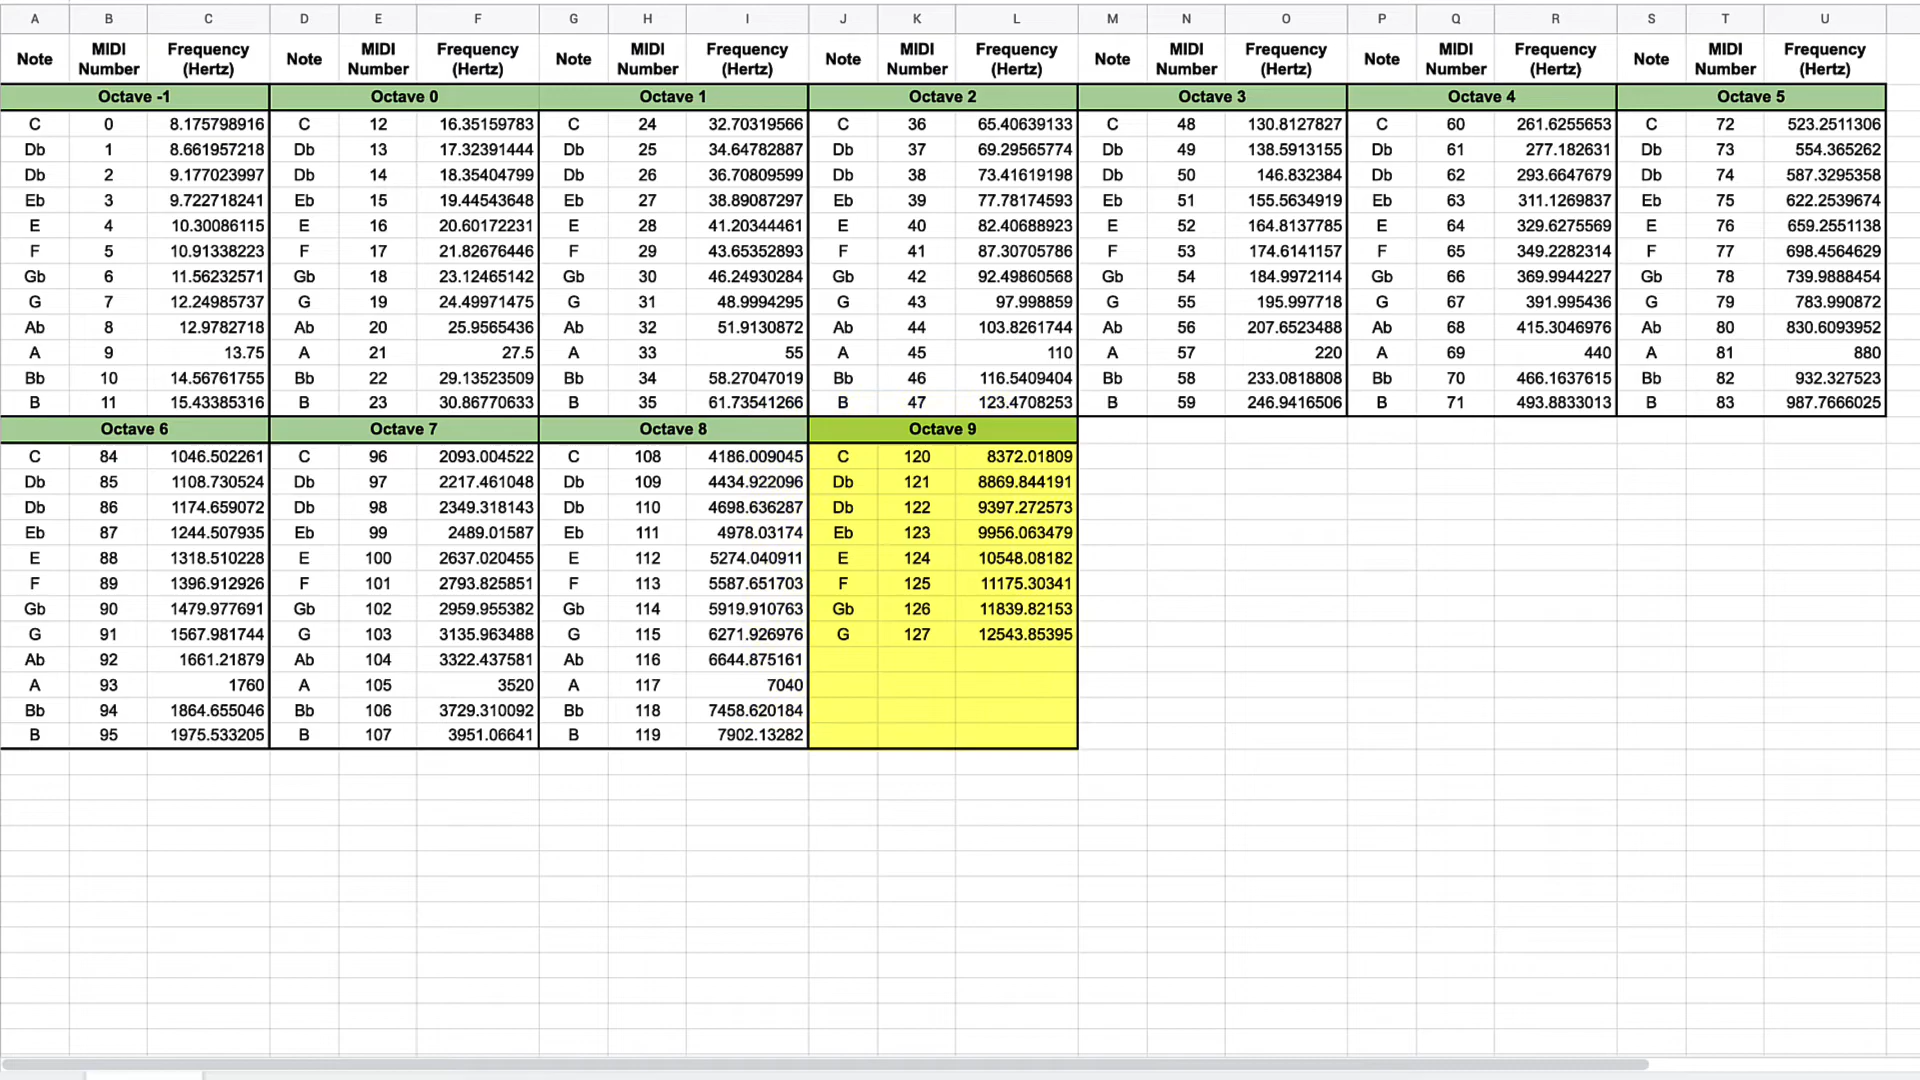 A B C D E F G H I J K L M N O P Q R S T U
Note MIDI Number Frequency (Hertz) Note MIDI Number Frequency (Hertz) Note MIDI Number Frequency (Hertz) Note MIDI Number Frequency (Hertz) Note MIDI Number Frequency (Hertz) Note MIDI Number Frequency (Hertz) Note MIDI Number Frequency (Hertz)
Octave -1 Octave 0 Octave 1 Octave 2 Octave 3 Octave 4 Octave 5
C 0 8.175798916 C 12 16.35159783 C 24 32.70319566 C 36 65.40639133 C 48 130.8127827 C 60 261.6255653 C 72 523.2511306
Db 1 8.661957218 Db 13 17.32391444 Db 25 34.64782887 Db 37 69.29565774 Db 49 138.5913155 Db 61 277.182631 Db 73 554.365262
Db 2 9.177023997 Db 14 18.35404799 Db 26 36.70809599 Db 38 73.41619198 Db 50 146.832384 Db 62 293.6647679 Db 74 587.3295358
Eb 3 9.722718241 Eb 15 19.44543648 Eb 27 38.89087297 Eb 39 77.78174593 Eb 51 155.5634919 Eb 63 311.1269837 Eb 75 622.2539674
E 4 10.30086115 E 16 20.60172231 E 28 41.20344461 E 40 82.40688923 E 52 164.8137785 E 64 329.6275569 E 76 659.2551138
F 5 10.91338223 F 17 21.82676446 F 29 43.65352893 F 41 87.30705786 F 53 174.6141157 F 65 349.2282314 F 77 698.4564629
Gb 6 11.56232571 Gb 18 23.12465142 Gb 30 46.24930284 Gb 42 92.49860568 Gb 54 184.9972114 Gb 66 369.9944227 Gb 78 739.9888454
G 7 12.24985737 G 19 24.49971475 G 31 48.9994295 G 43 97.998859 G 55 195.997718 G 67 391.995436 G 79 783.990872
Ab 8 12.9782718 Ab 20 25.9565436 Ab 32 51.9130872 Ab 44 103.8261744 Ab 56 207.6523488 Ab 68 415.3046976 Ab 80 830.6093952
A 9 13.75 A 21 27.5 A 33 55 A 45 110 A 57 220 A 69 440 A 81 880
Bb 10 14.56761755 Bb 22 29.13523509 Bb 34 58.27047019 Bb 46 116.5409404 Bb 58 233.0818808 Bb 70 466.1637615 Bb 82 932.327523
B 11 15.43385316 B 23 30.86770633 B 35 61.73541266 B 47 123.4708253 B 59 246.9416506 B 71 493.8833013 B 83 987.7666025
Octave 6 Octave 7 Octave 8 Octave 9
C 84 1046.502261 C 96 2093.004522 C 108 4186.009045 C 120 8372.01809
Db 85 1108.730524 Db 97 2217.461048 Db 109 4434.922096 Db 121 8869.844191
Db 86 1174.659072 Db 98 2349.318143 Db 110 4698.636287 Db 122 9397.272573
Eb 87 1244.507935 Eb 99 2489.01587 Eb 111 4978.03174 Eb 123 9956.063479
E 88 1318.510228 E 100 2637.020455 E 112 5274.040911 E 124 10548.08182
F 89 1396.912926 F 101 2793.825851 F 113 5587.651703 F 125 11175.30341
Gb 90 1479.977691 Gb 102 2959.955382 Gb 114 5919.910763 Gb 126 11839.82153
G 91 1567.981744 G 103 3135.963488 G 115 6271.926976 G 127 12543.85395
Ab 92 1661.21879 Ab 104 3322.437581 Ab 116 6644.875161
A 93 1760 A 105 3520 A 117 7040
Bb 94 1864.655046 Bb 106 3729.310092 Bb 118 7458.620184
B 95 1975.533205 B 107 3951.06641 B 119 7902.13282